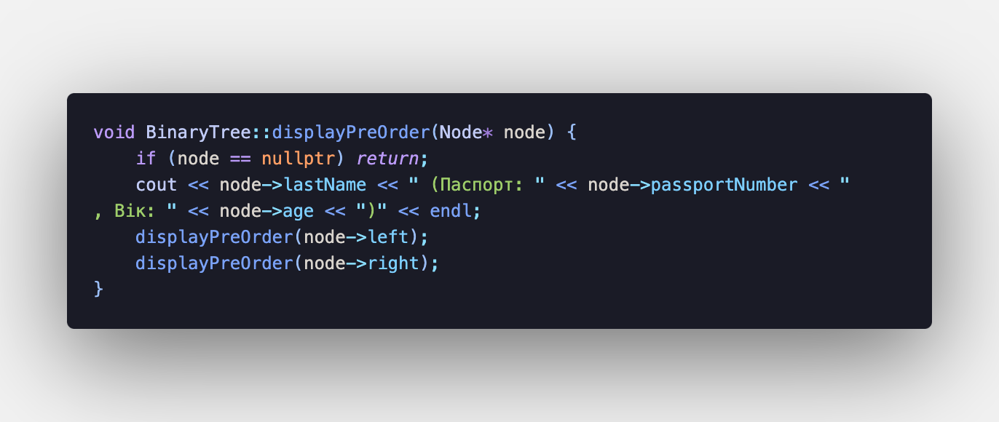 void BinaryTree::displayPreOrder(Node* node) {
    if (node == nullptr) return;
    cout << node->lastName << " (Паспорт: " << node->passportNumber << "
, Вік: " << node->age << ")" << endl;
    displayPreOrder(node->left);
    displayPreOrder(node->right);
}